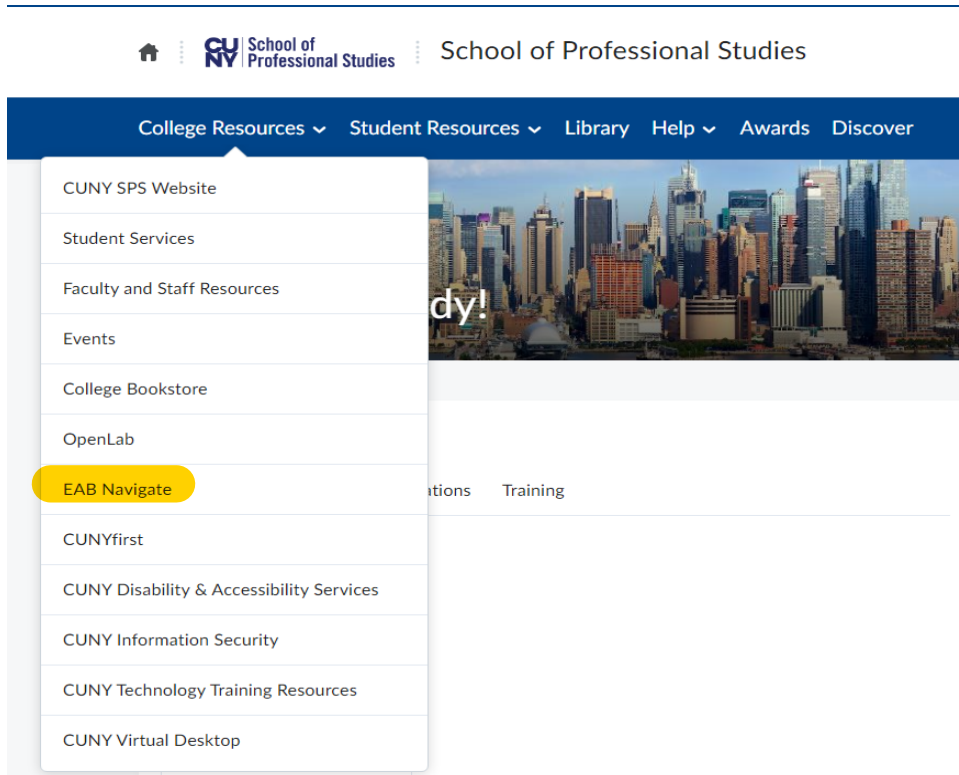 CU
NY
School of
Professional Studies
School of Professional Studies
College Resources
Student Resources
Library
Help
Awards
Discover
CUNY SPS Website
Student Services
Faculty and Staff Resources
Events
dy!
College Bookstore
OpenLab
EAB Navigate
ations
Training
CUNYfirst
CUNY Disability & Accessibility Services
CUNY Information Security
CUNY Technology Training Resources
CUNY Virtual Desktop